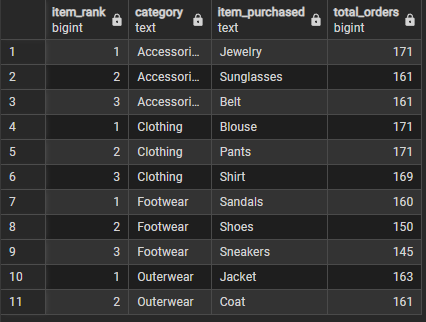 item_rank category item_purchased total_orders
bigint text text bigint
1 1 Accessori... Jewelry 171
2 2 Accessori... Sunglasses 161
3 3 Accessori... Belt 161
4 1 Clothing Blouse 171
5 2 Clothing Pants 171
6 3 Clothing Shirt 169
7 1 Footwear Sandals 160
8 2 Footwear Shoes 150
9 3 Footwear Sneakers 145
10 1 Outerwear Jacket 163
11 2 Outerwear Coat 161